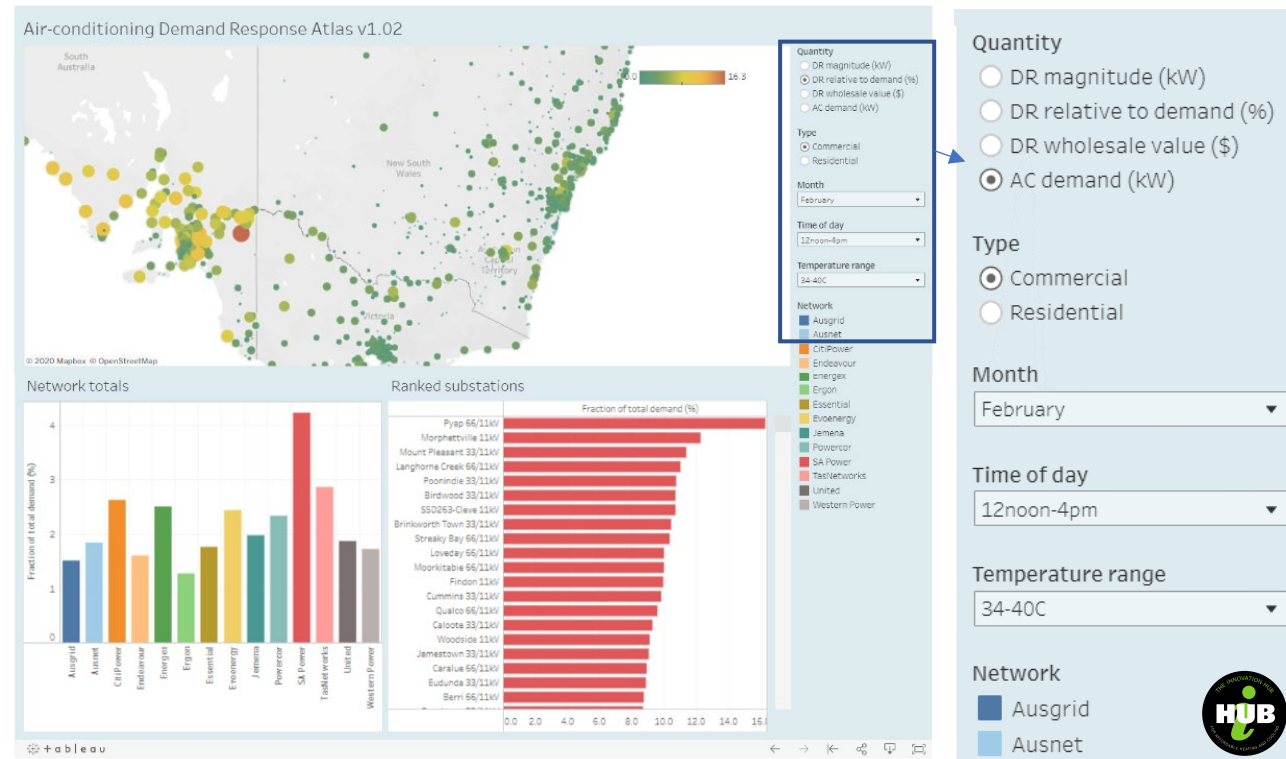 Air-conditioning Demand Response Atlas v1.02
South
Australia
New South
Wales
Territory
Victoria
0.0
16.3
© 2020 Mapbox © OpenStreetMap
Quantity
DR magnitude (kW)
DR relative to demand (%)
DR wholesale value ($)
AC demand (kW)
Type
Commercial
Residential
Month
February
Time of day
12noon-4pm
Temperature range
34-40C
Network
Ausgrid
Ausnet
CitiPower
Endeavour
energex
Ergon
Essential
Evoenergy
Jemena
Powercor
SA Power
TasNetworks
United
Western Power
Network totals
Fraction of total demand (%)
4
3
2
1
0
Ausgrid
Ausnet
CitiPower
Endeavour
Energex
Ergon
Essential
Evoenergy
Jemena
Powercor
SA Power
TasNetworks
United
Western Power
Ranked substations
Fraction of total demand (%)
Pyap 66/11kV
Morphettville 11kV
Mount Pleasant 33/11kV
Langhorne Creek 66/11kV
Poonindie 33/11kV
Birdwood 33/11kV
SSD263-Cleve 11kV
Brinkworth Town 33/11kV
Streaky Bay 66/11kV
Loveday 66/11kV
Moorkitabie 66/11kV
Findon 11kV
Cummins 33/11kV
Qualco 66/11kV
Caloote 33/11kV
Woodside 11kV
Jamestown 33/11kV
Caralue 66/11kV
Eudunda 33/11kV
Berri 66/11kV
0.0 2.0 4.0 6.0 8.0 10.0 12.0 14.0 16.
+ableau
Quantity
DR magnitude (kW)
DR relative to demand (%)
DR wholesale value ($)
AC demand (kW)
Type
Commercial
Residential
Month
February
Time of day
12noon-4pm
Temperature range
34-40C
Network
Ausgrid
Ausnet
THE INNOVATION HUB
i
HUB
FOR AFFORDABLE HEATING AND COOLING